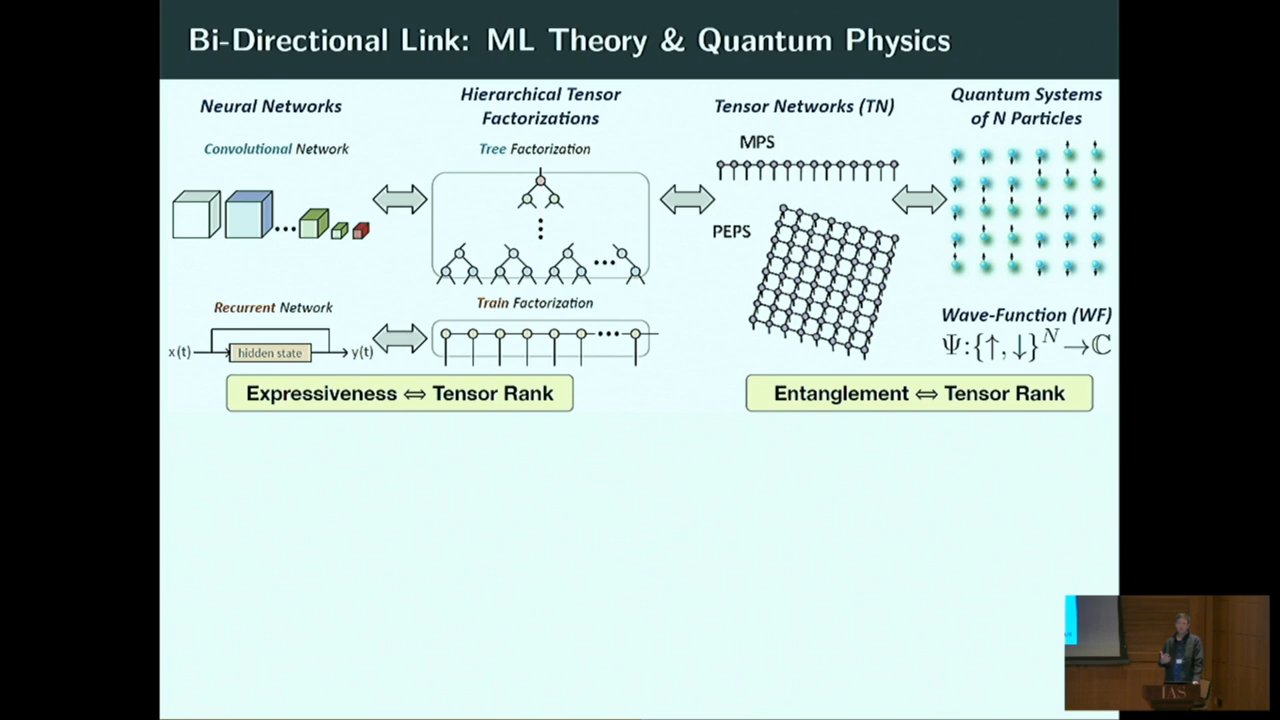 Bi-Directional Link: ML Theory & Quantum Physics
Neural Networks
Hierarchical Tensor
Factorizations
Tensor Networks (TN)
Quantum Systems
of N Particles
Convolutional Network
Tree Factorization
MPS
PEPS
Recurrent Network
Train Factorization
Wave-Function (WF)
x(t)
hidden state
y(t)
Ψ:{↑,↓}ᴺ→ℂ
Expressiveness ⇔ Tensor Rank
Entanglement ⇔ Tensor Rank
IAS